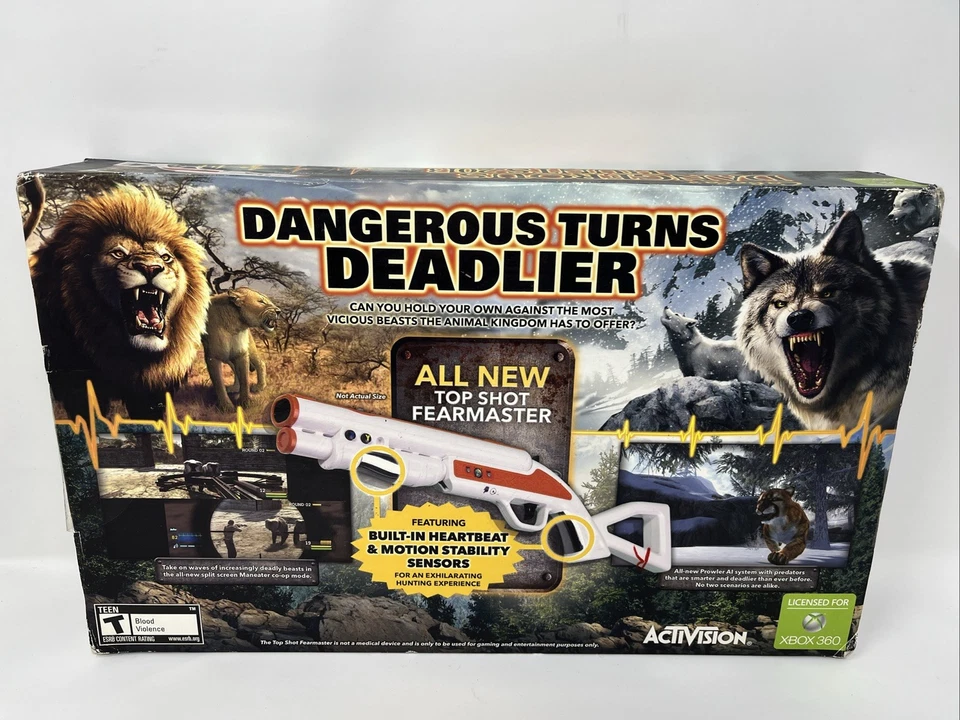 DANGEROUS TURNS
DEADLIER
CAN YOU HOLD YOUR OWN AGAINST THE MOST
VICIOUS BEASTS THE ANIMAL KINGDOM HAS TO OFFER?
Not Actual Size
ALL NEW
TOP SHOT
FEARMASTER
ROUND 02
ROUND 03
FEATURING
BUILT-IN HEARTBEAT
& MOTION STABILITY
SENSORS
FOR AN EXHILARATING
HUNTING EXPERIENCE
Take on waves of increasingly deadly beasts in
the all-new split screen Maneater co-op mode.
All-new Prowler AI system with predators
that are smarter and deadlier than ever before.
No two scenarios are alike.
TEEN
T
™
Blood
Violence
ESRB CONTENT RATING www.esrb.org
The Top Shot Fearmaster is not a medical device and is only to be used for gaming and entertainment purposes only.
ACTIVISION®
LICENSED FOR
XBOX 360